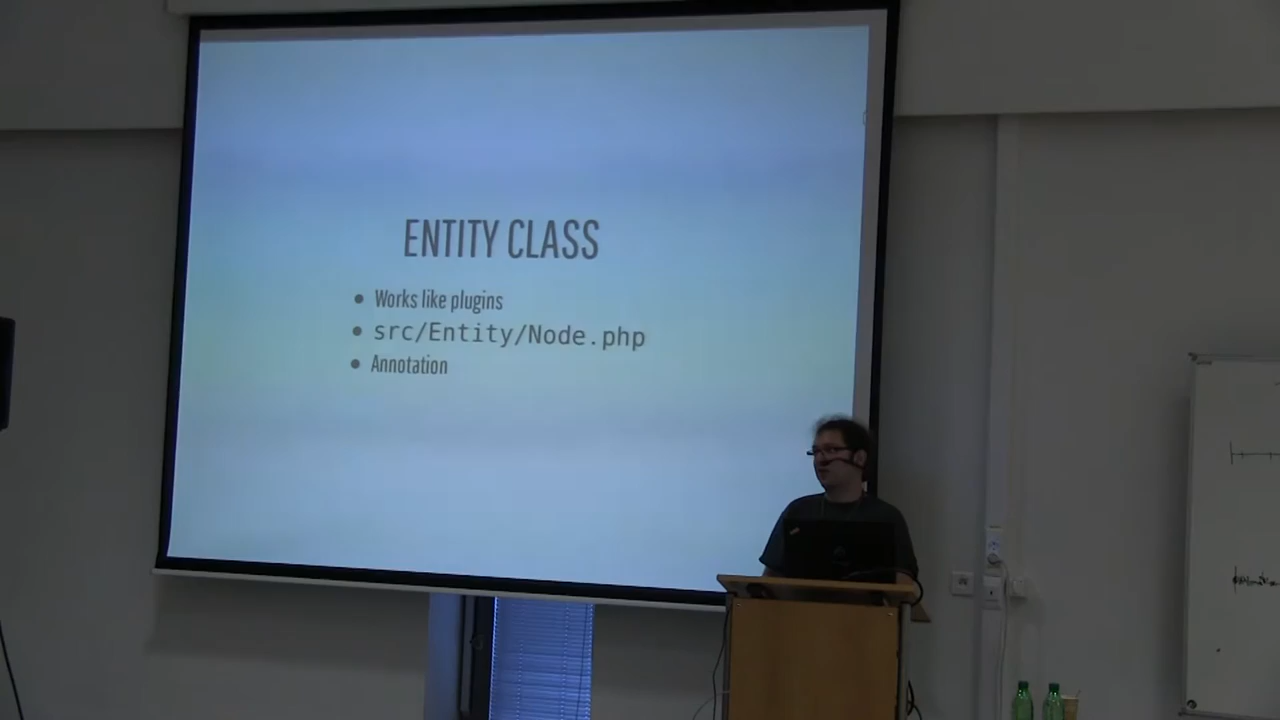 ENTITY CLASS
Works like plugins
src/Entity/Node.php
Annotation